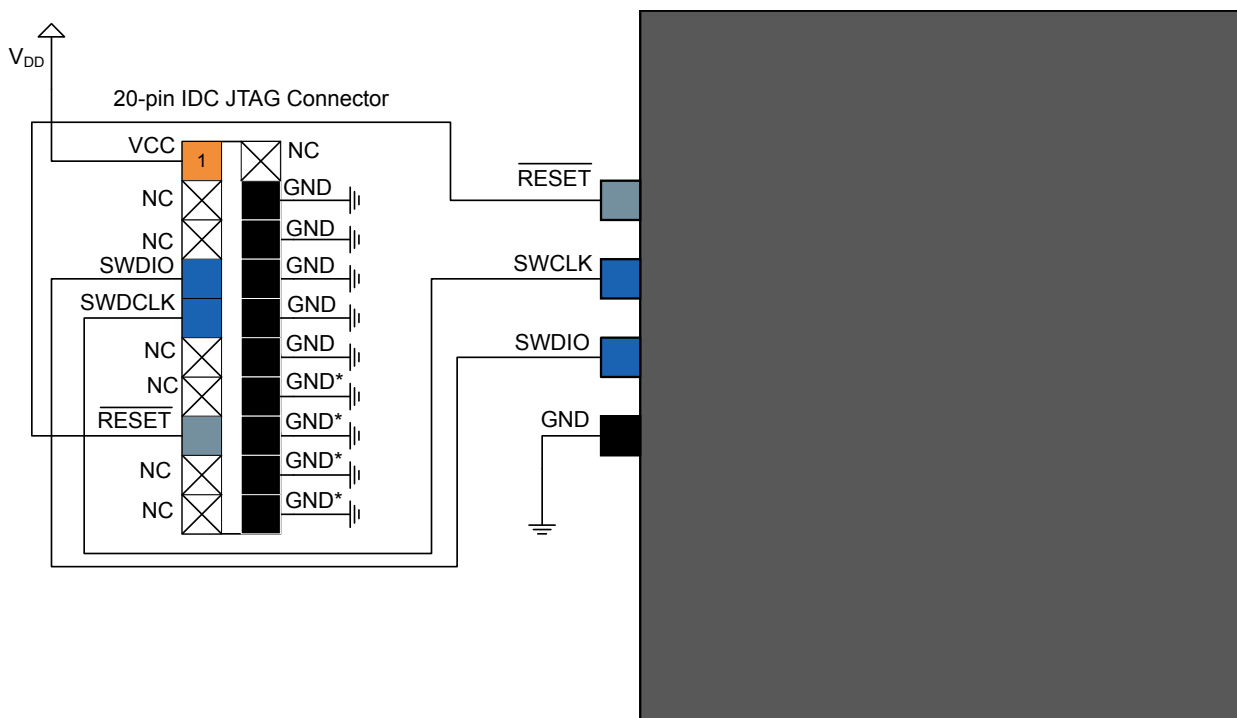 V_DD
20-pin IDC JTAG Connector
VCC
1
NC
NC
GND
NC
GND
SWDIO
GND
SWDCLK
GND
NC
GND
NC
GND*
RESET
GND*
NC
GND*
NC
GND*
RESET
SWCLK
SWDIO
GND